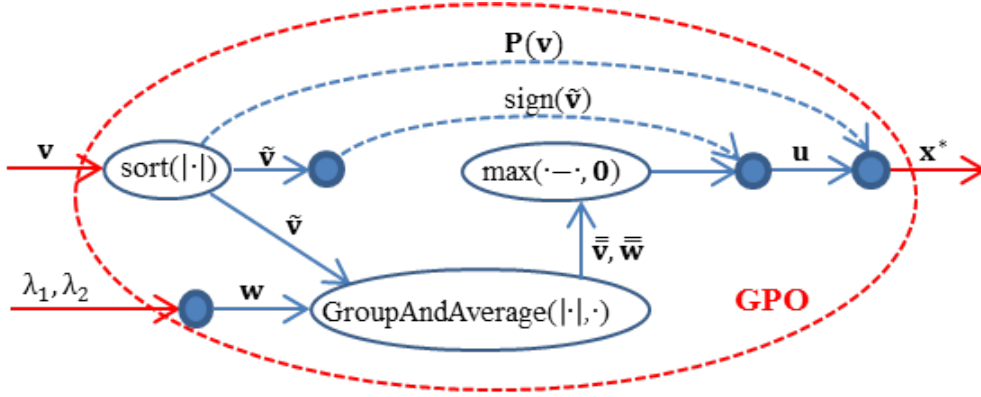 P(v)
sign(ṽ)
v
sort(|·|)
ṽ
max(·−·, 0)
u
x*
ṽ
v̿, w̿
λ₁, λ₂
w
GroupAndAverage(|·|,·)
GPO